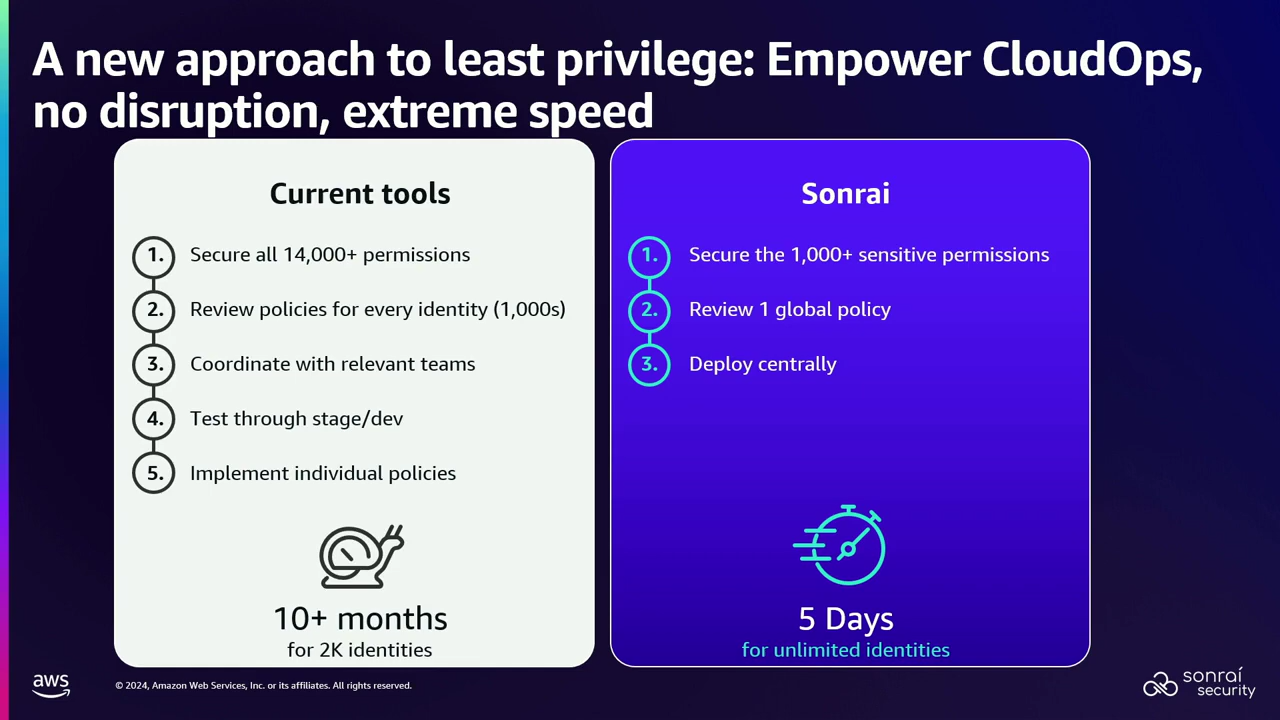 A new approach to least privilege: Empower CloudOps,
no disruption, extreme speed
Current tools
1. Secure all 14,000+ permissions
2. Review policies for every identity (1,000s)
3. Coordinate with relevant teams
4. Test through stage/dev
5. Implement individual policies
10+ months
for 2K identities
Sonrai
1. Secure the 1,000+ sensitive permissions
2. Review 1 global policy
3. Deploy centrally
5 Days
for unlimited identities
aws
© 2024, Amazon Web Services, Inc. or its affiliates. All rights reserved.
sonraí
security